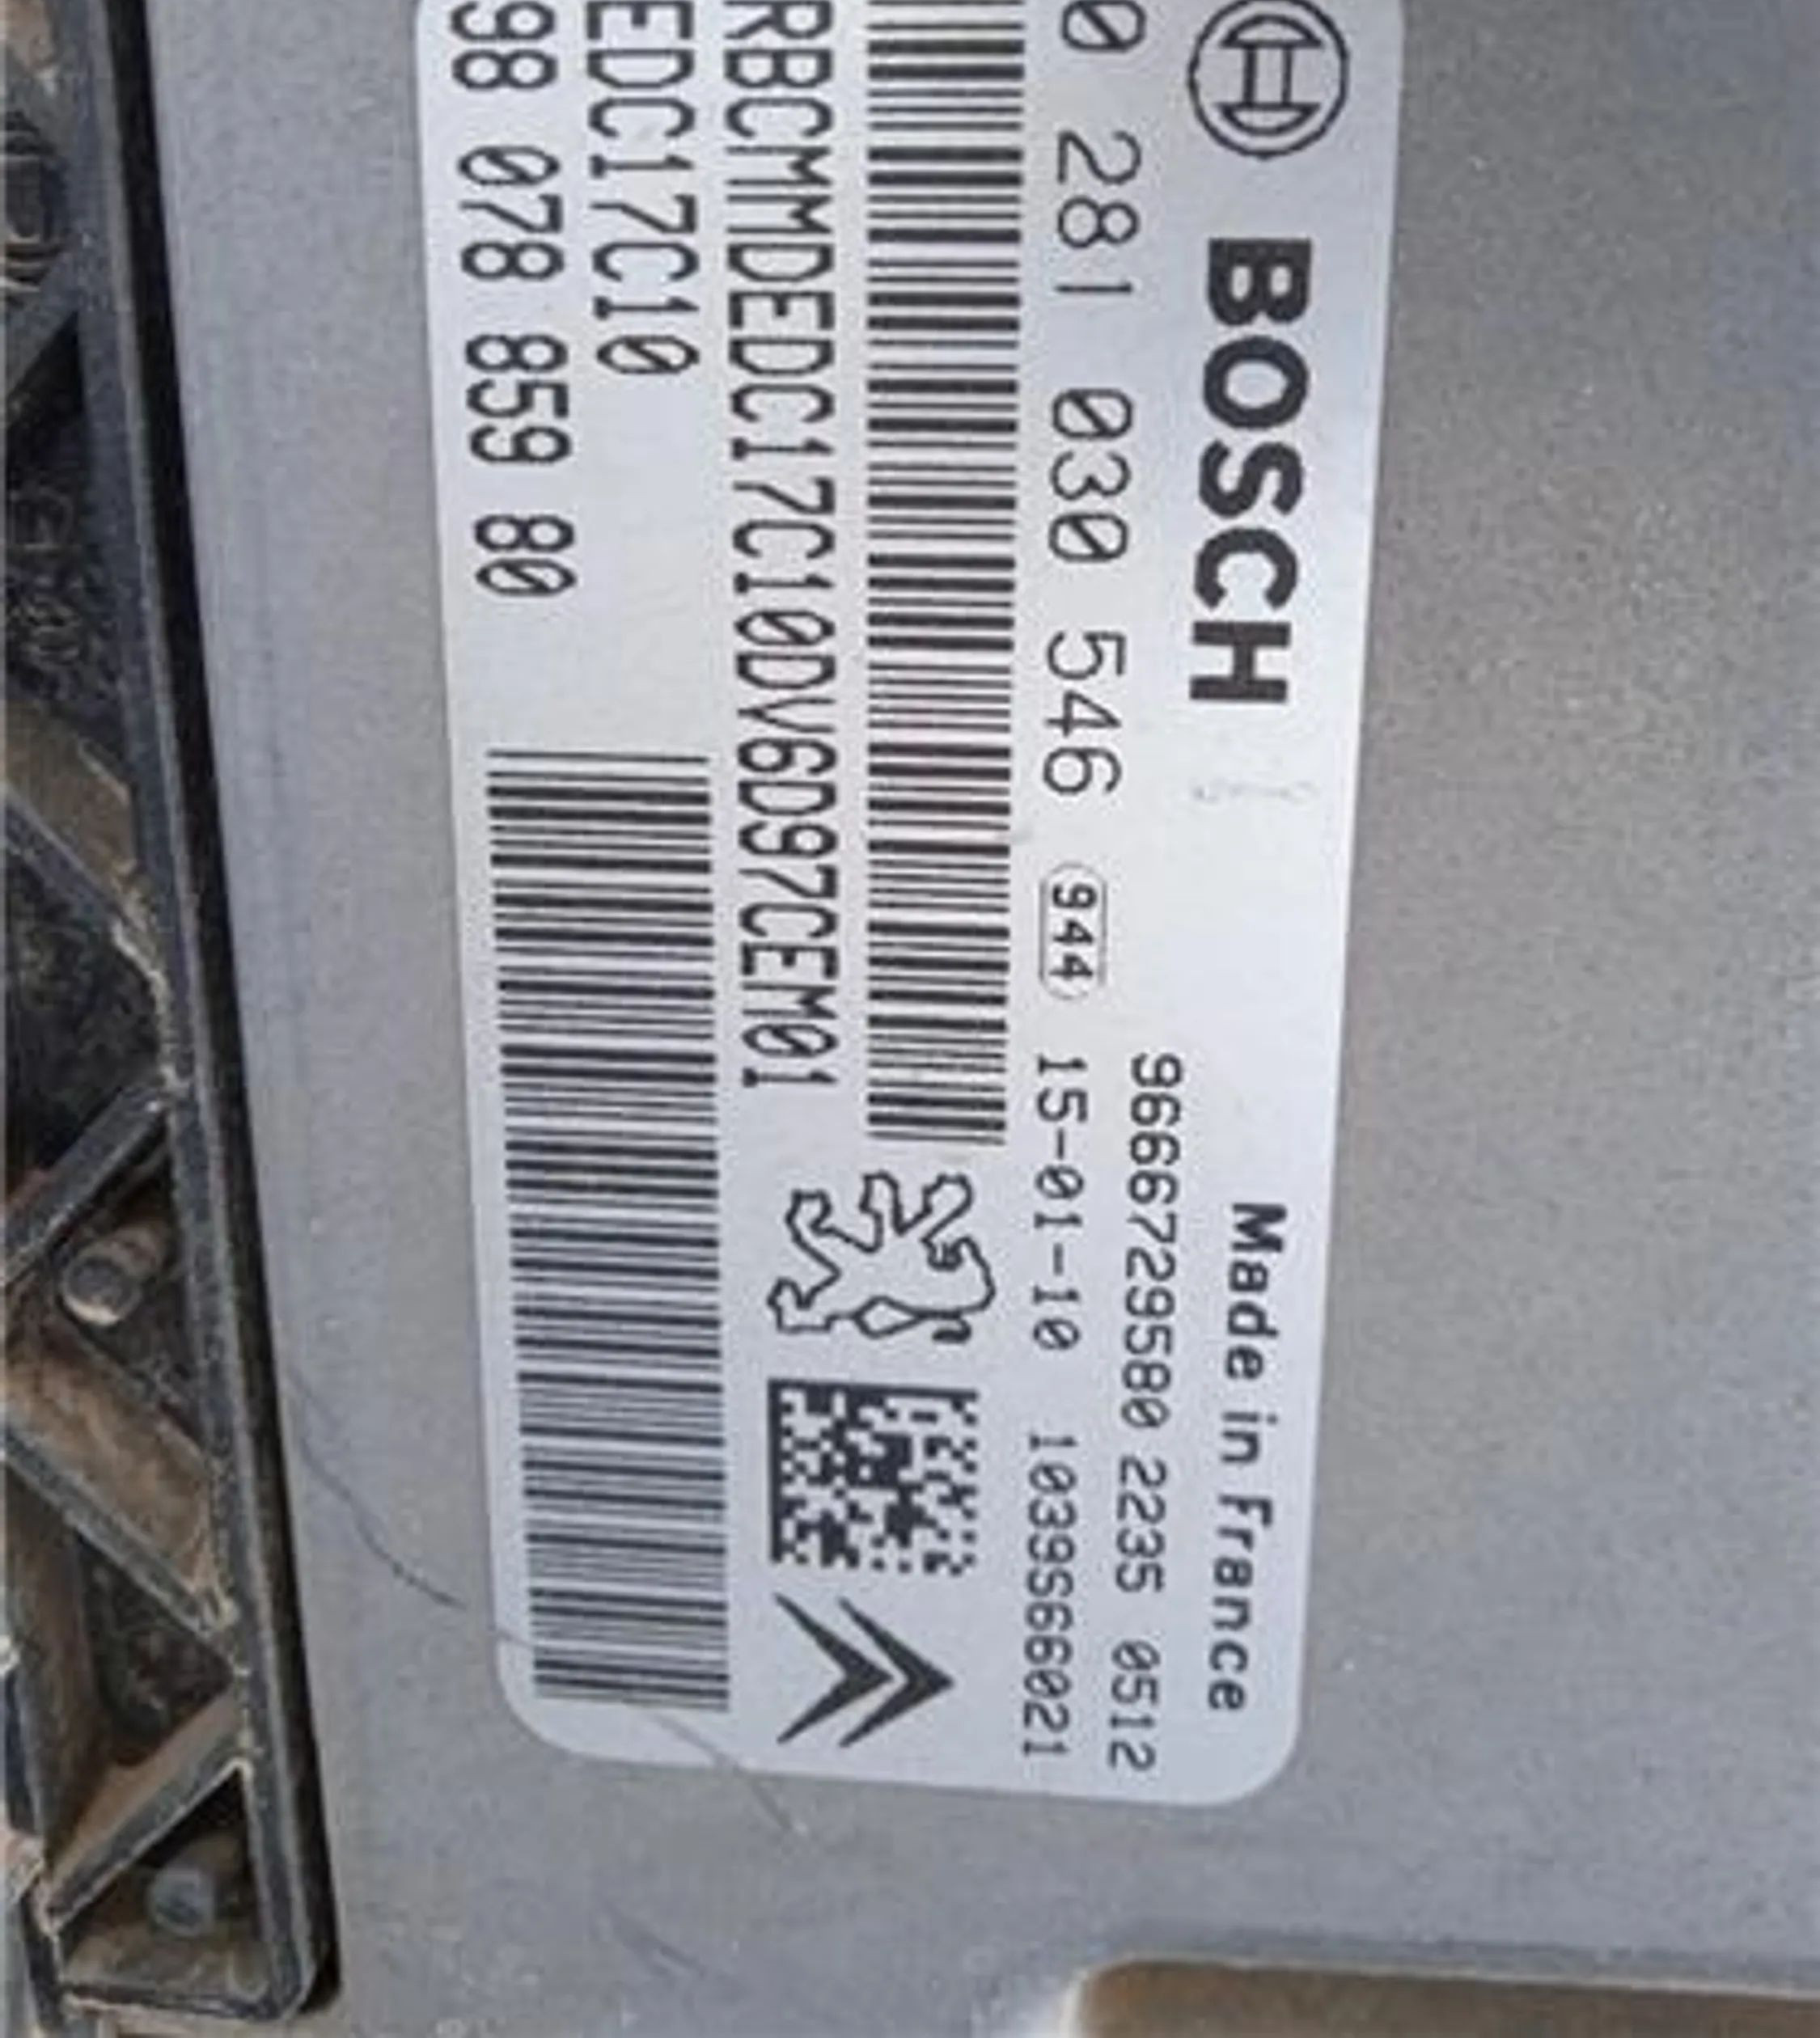 BOSCH
Made in France
9666729580 2235 0512
0 281 030 546 944 15-01-10 1039S66021
RBCMMDEDC17C10DV6D97CEM01
EDC17C10
98 078 859 80